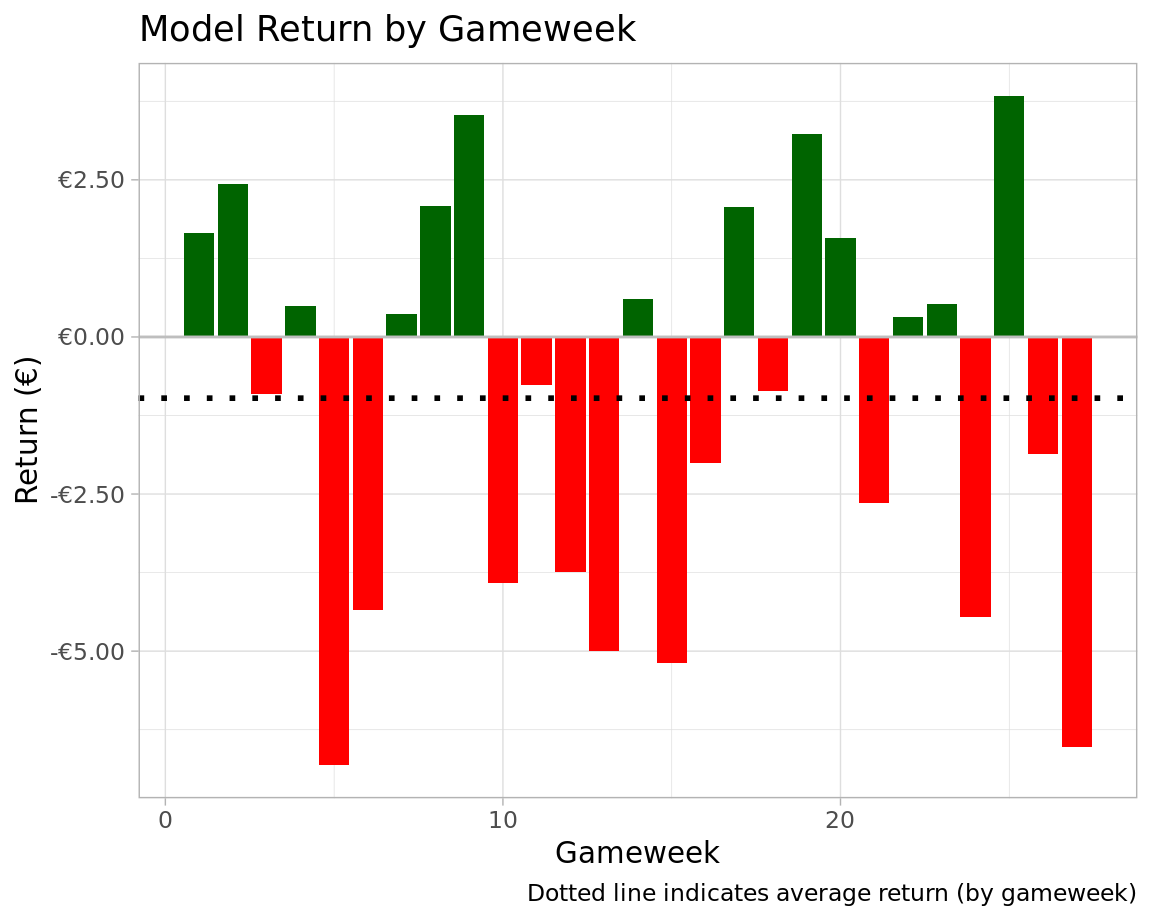 Model Return by Gameweek
€2.50
€0.00
-€2.50
-€5.00
Return (€)
0 10 20
Gameweek
Dotted line indicates average return (by gameweek)